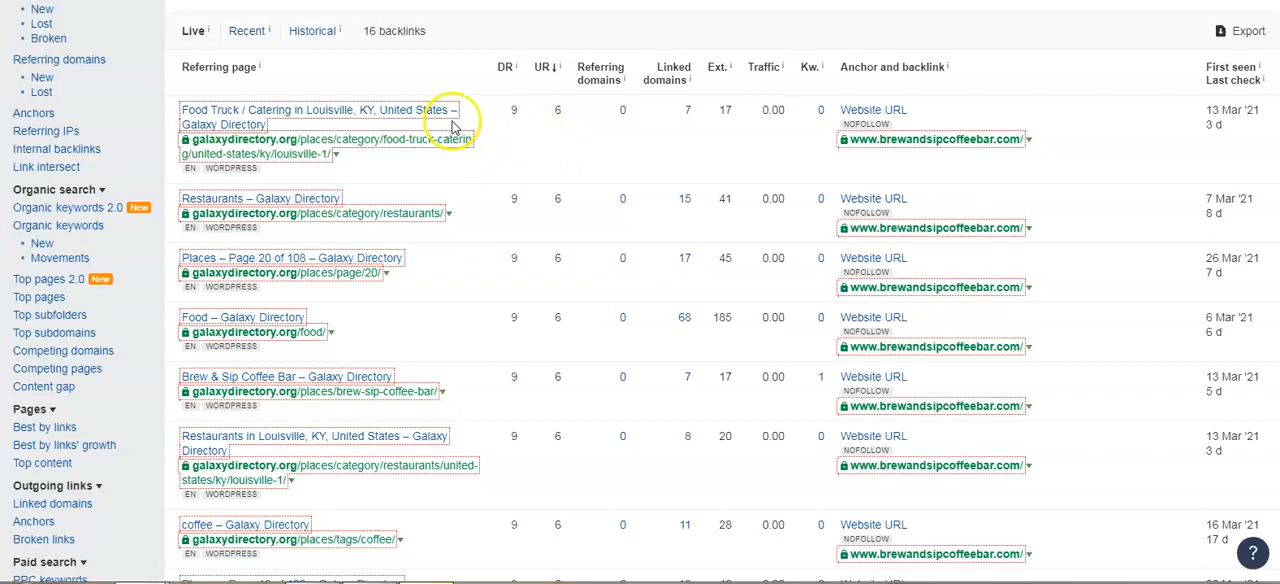 New
Lost
Broken
Referring domains
New
Lost
Anchors
Referring IPs
Internal backlinks
Link intersect
Organic search
Organic keywords 2.0 New
Organic keywords
New
Movements
Top pages 2.0 New
Top pages
Top subfolders
Top subdomains
Competing domains
Competing pages
Content gap
Pages
Best by links
Best by links' growth
Top content
Outgoing links
Linked domains
Anchors
Broken links
Paid search
PPC keywords
Live i Recent i Historical i 16 backlinks Export
Referring page i DR i UR ↓ i Referring domains i Linked domains i Ext. i Traffic i Kw. i Anchor and backlink i First seen i Last check i
Food Truck / Catering in Louisville, KY, United States – 9 6 0 7 17 0.00 0 Website URL 13 Mar '21
Galaxy Directory NOFOLLOW 3 d
galaxydirectory.org/places/category/food-truck-caterin www.brewandsipcoffeebar.com/
g/united-states/ky/louisville-1/
EN WORDPRESS
Restaurants – Galaxy Directory 9 6 0 15 41 0.00 0 Website URL 7 Mar '21
galaxydirectory.org/places/category/restaurants/ NOFOLLOW 8 d
EN WORDPRESS www.brewandsipcoffeebar.com/
Places – Page 20 of 108 – Galaxy Directory 9 6 0 17 45 0.00 0 Website URL 26 Mar '21
galaxydirectory.org/places/page/20/ NOFOLLOW 7 d
EN WORDPRESS www.brewandsipcoffeebar.com/
Food – Galaxy Directory 9 6 0 68 185 0.00 0 Website URL 6 Mar '21
galaxydirectory.org/food/ NOFOLLOW 6 d
EN WORDPRESS www.brewandsipcoffeebar.com/
Brew & Sip Coffee Bar – Galaxy Directory 9 6 0 7 17 0.00 1 Website URL 13 Mar '21
galaxydirectory.org/places/brew-sip-coffee-bar/ NOFOLLOW 5 d
EN WORDPRESS www.brewandsipcoffeebar.com/
Restaurants in Louisville, KY, United States – Galaxy 9 6 0 8 20 0.00 0 Website URL 13 Mar '21
Directory NOFOLLOW 3 d
galaxydirectory.org/places/category/restaurants/united- www.brewandsipcoffeebar.com/
states/ky/louisville-1/
EN WORDPRESS
coffee – Galaxy Directory 9 6 0 11 28 0.00 0 Website URL 16 Mar '21
galaxydirectory.org/places/tags/coffee/ NOFOLLOW 17 d
EN WORDPRESS www.brewandsipcoffeebar.com/
?